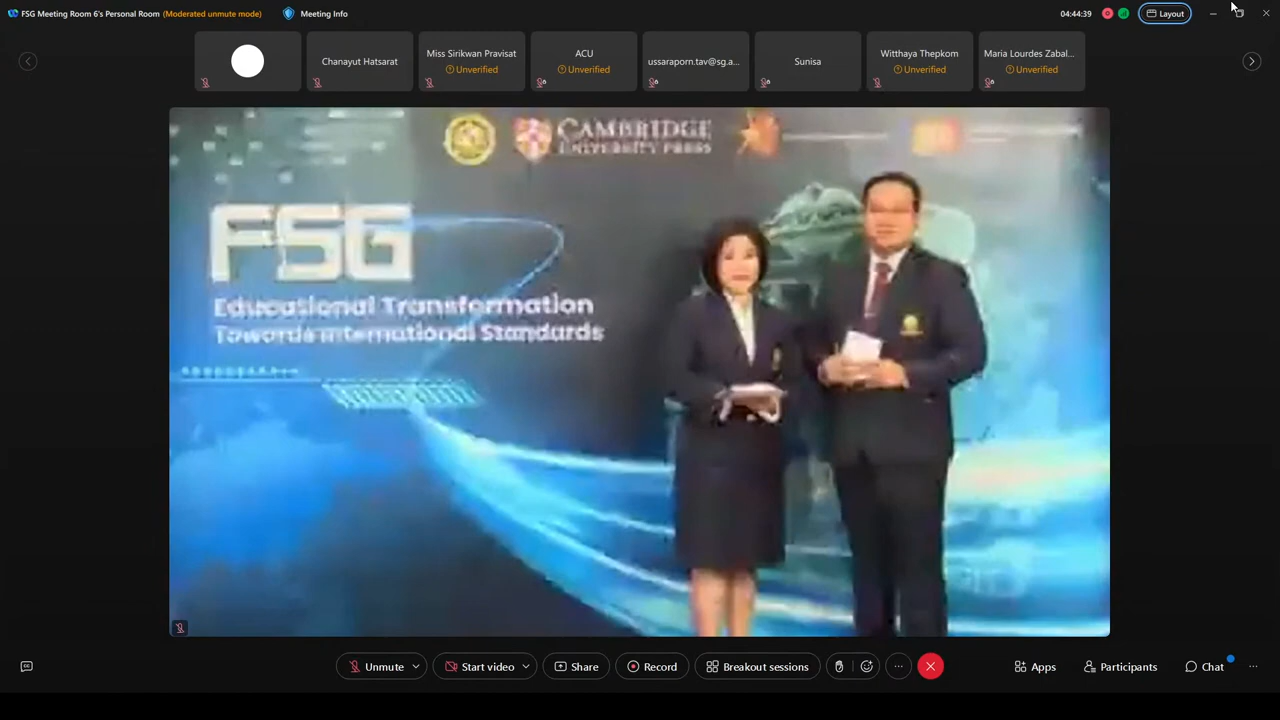 FSG Meeting Room 6's Personal Room (Moderated unmute mode)
Meeting Info
04:44:39
Layout
Chanayut Hatsarat
Miss Sirikwan Pravisat
Unverified
ACU
Unverified
ussaraporn.tav@sg.a...
Sunisa
Witthaya Thepkom
Unverified
Maria Lourdes Zabal...
Unverified
CAMBRIDGE
UNIVERSITY PRESS
FSG
Educational Transformation
Towards International Standards
Unmute
Start video
Share
Record
Breakout sessions
Apps
Participants
Chat